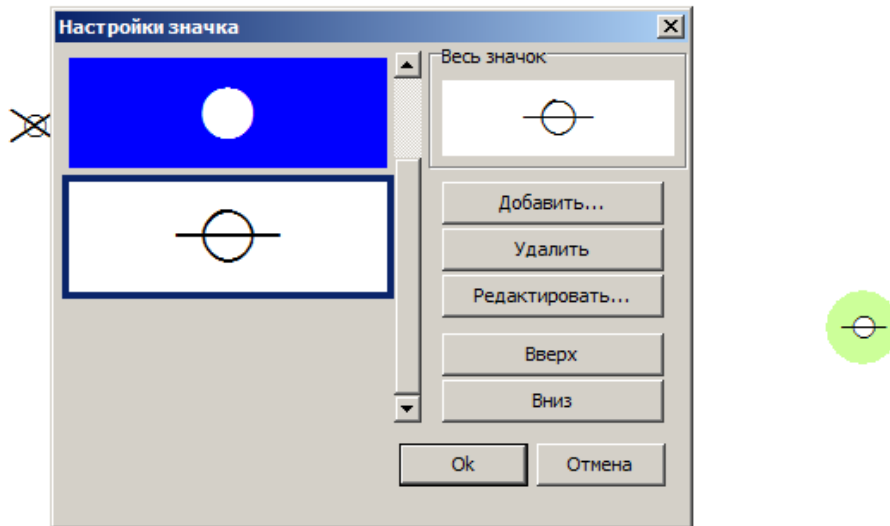 Настройки значка
Весь значок
Добавить...
Удалить
Редактировать...
Вверх
Вниз
Ok
Отмена